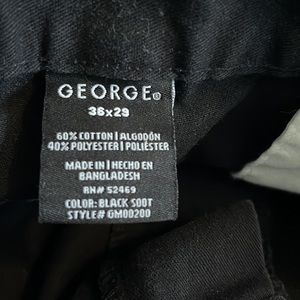 GEORGE®
36x29
60% COTTON | ALGODÓN
40% POLYESTER | POLIÉSTER
MADE IN | HECHO EN
BANGLADESH
RN# 52469
COLOR: BLACK SOOT
STYLE# GM00200